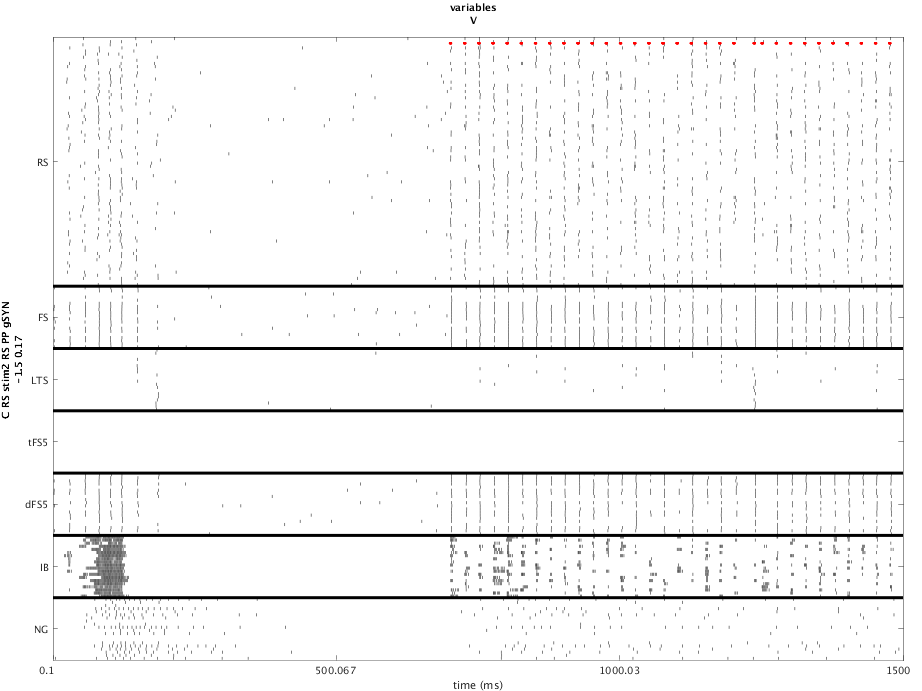 variables
V
C RS stim2 RS PP gSYN
-1.5 0.17
RS
FS
LTS
tFS5
dFS5
IB
NG
0.1 500.067 1000.03 1500
time (ms)